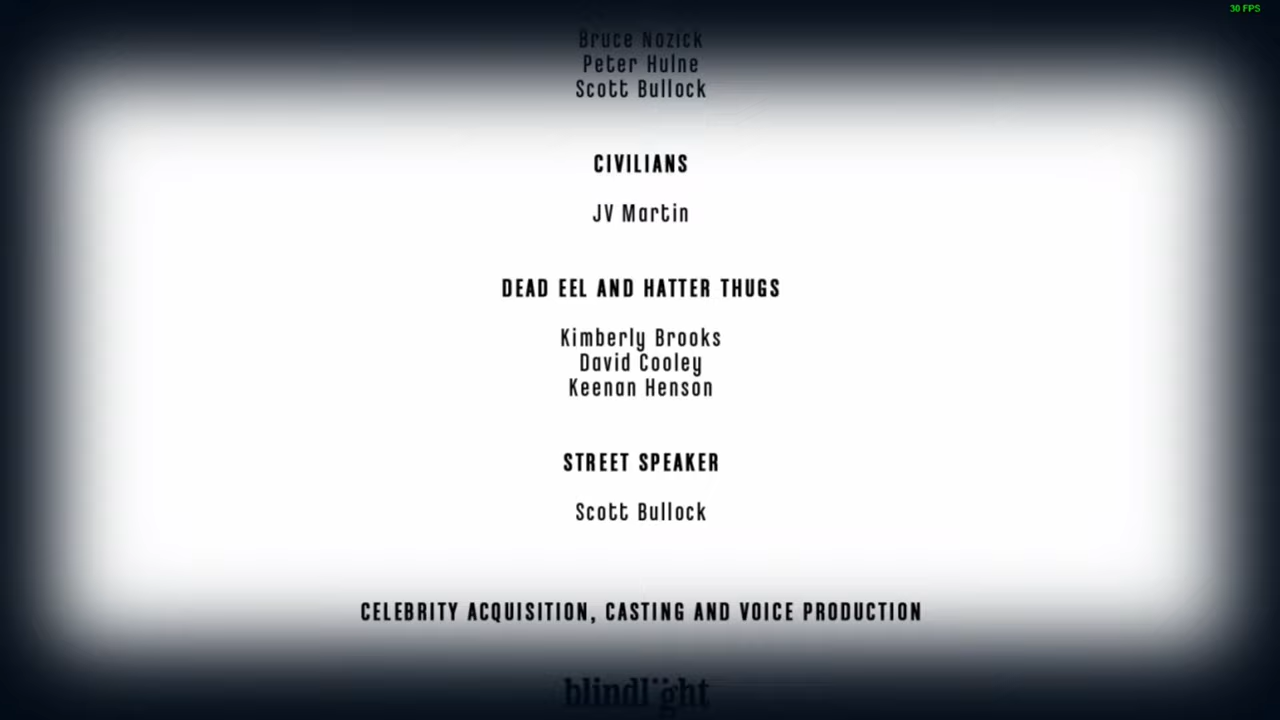 30 FPS
Bruce Nozick
Peter Hulne
Scott Bullock
CIVILIANS
JV Martin
DEAD EEL AND HATTER THUGS
Kimberly Brooks
David Cooley
Keenan Henson
STREET SPEAKER
Scott Bullock
CELEBRITY ACQUISITION, CASTING AND VOICE PRODUCTION
blindlight